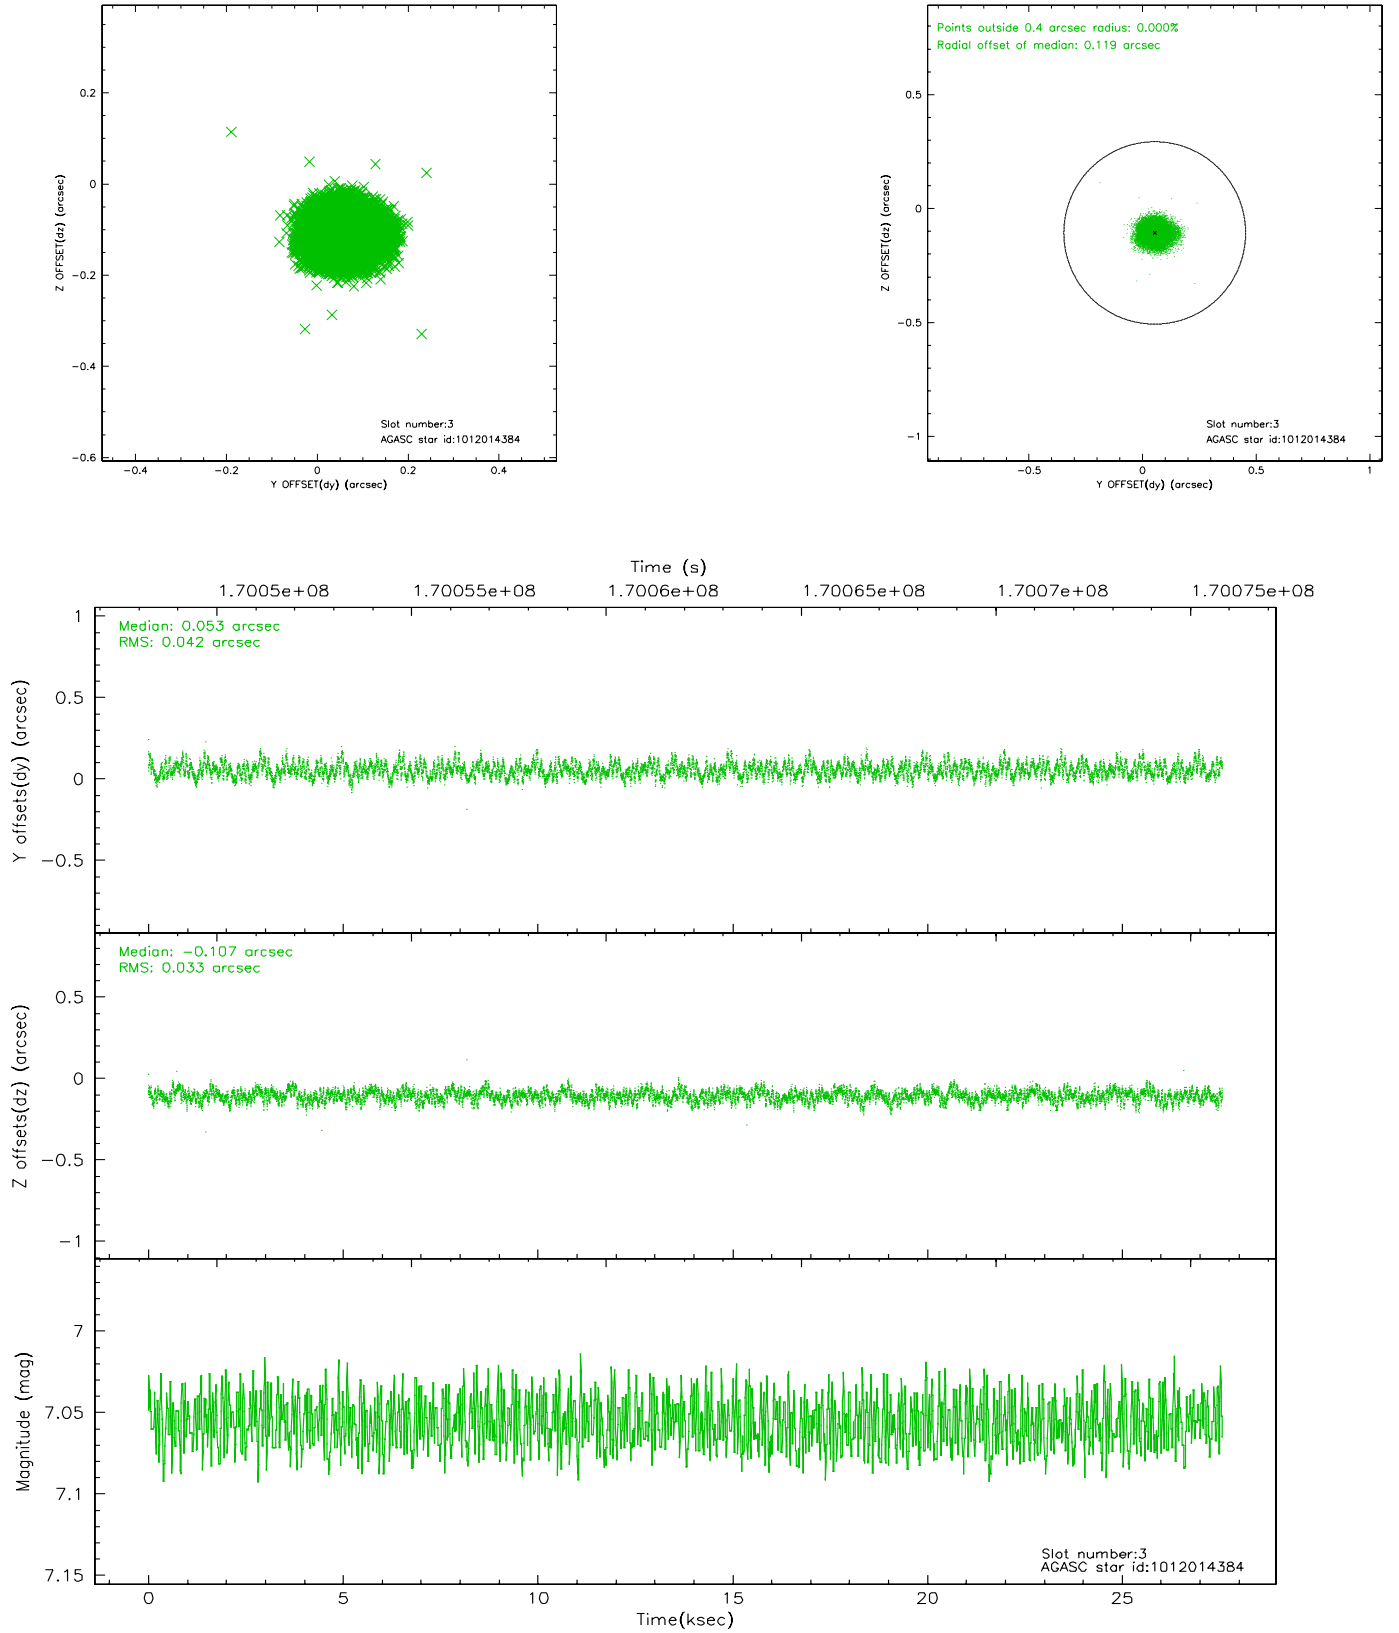 0.2
0
−0.2
−0.4
−0.6
Z OFFSET(dz) (arcsec)
Slot number:3
AGASC star id:1012014384
−0.4 −0.2 0 0.2 0.4
Y OFFSET(dy) (arcsec)
Points outside 0.4 arcsec radius: 0.000%
Radial offset of median: 0.119 arcsec
0.5
0
−0.5
−1
Z OFFSET(dz) (arcsec)
Slot number:3
AGASC star id:1012014384
−0.5 0 0.5 1
Y OFFSET(dy) (arcsec)
Time (s)
1.7005e+08 1.70055e+08 1.7006e+08 1.70065e+08 1.7007e+08 1.70075e+08
Median: 0.053 arcsec
RMS: 0.042 arcsec
1
0.5
0
−0.5
Y offsets(dy) (arcsec)
Median: −0.107 arcsec
RMS: 0.033 arcsec
0.5
0
−0.5
−1
Z offsets(dz) (arcsec)
7
7.05
7.1
7.15
Magnitude (mag)
Slot number:3
AGASC star id:1012014384
0 5 10 15 20 25
Time(ksec)